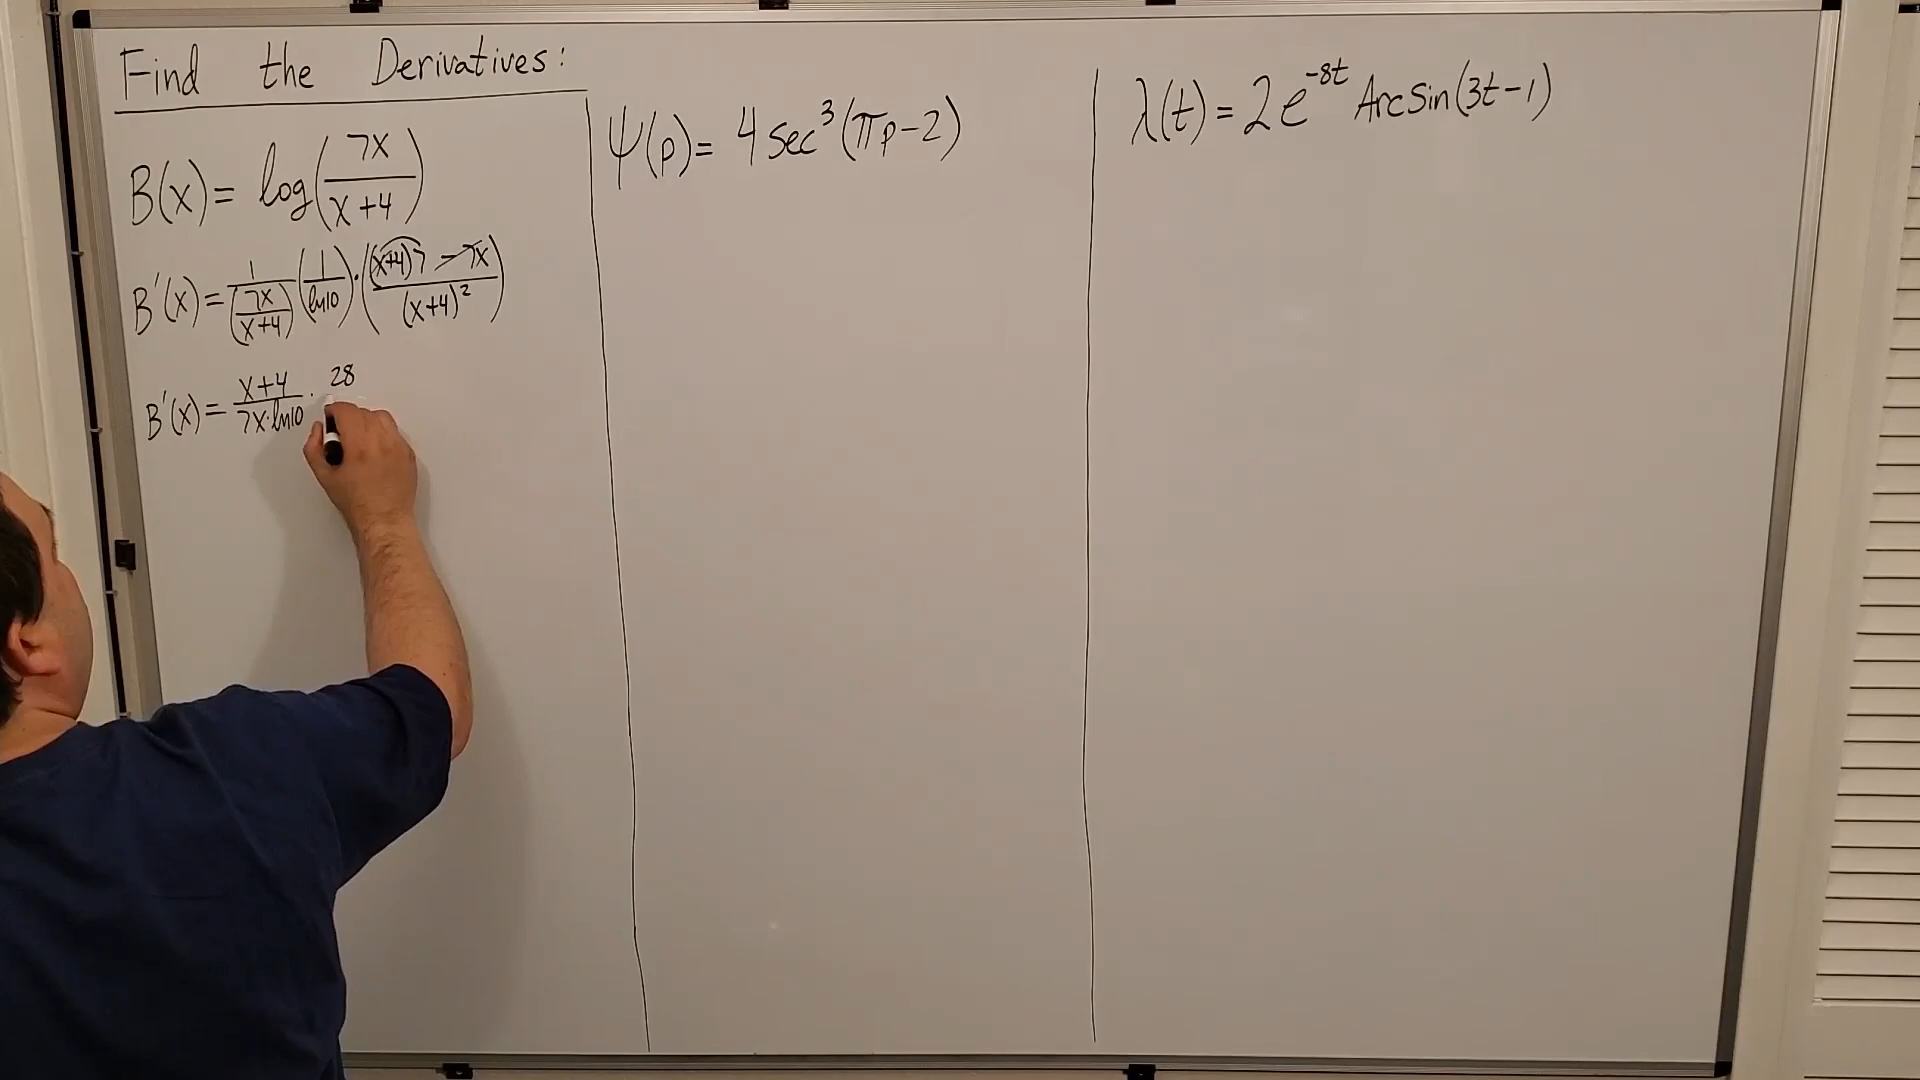 Find the Derivatives:
B(x) = log(7x/(x+4))
B'(x) = 1/(7x/(x+4)) (1/ln10) · (((x+4)7 - 7x)/(x+4)²)
B'(x) = (x+4)/(7x·ln10) · 28
ψ(p) = 4 sec³(πp-2)
λ(t) = 2e^(-8t) ArcSin(3t-1)